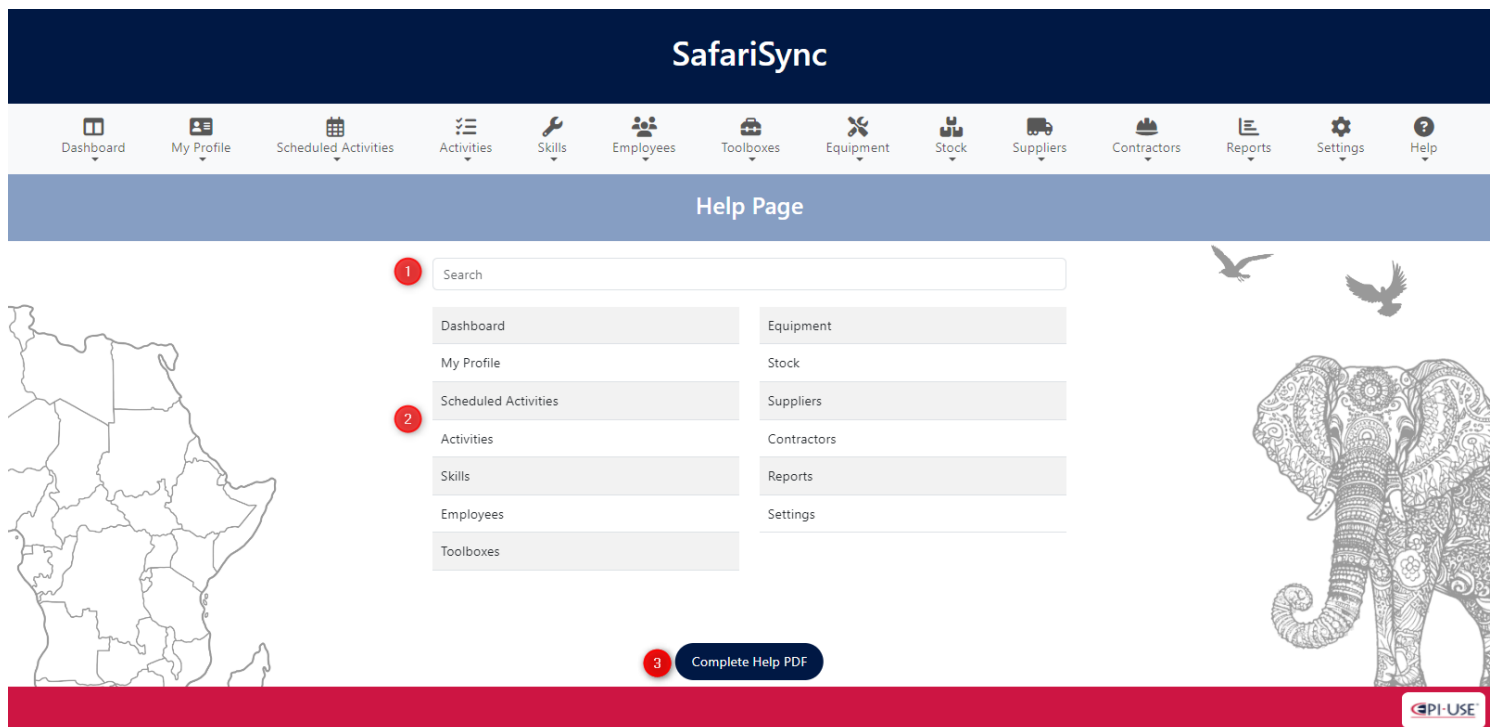 SafariSync
Dashboard My Profile Scheduled Activities Activities Skills Employees Toolboxes Equipment Stock Suppliers Contractors Reports Settings Help
Help Page
1 Search
Dashboard Equipment
My Profile Stock
Scheduled Activities Suppliers
2
Activities Contractors
Skills Reports
Employees Settings
Toolboxes
3 Complete Help PDF
EPI-USE